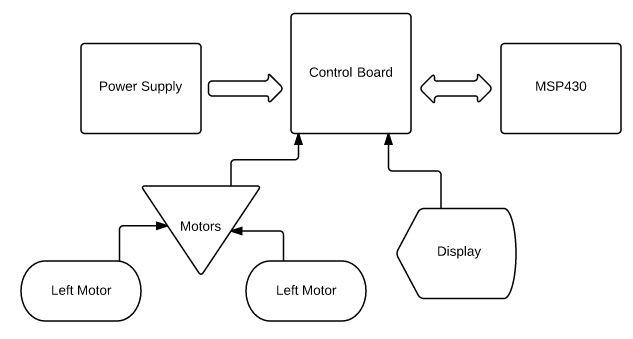 Power Supply
Control Board
MSP430
Motors
Display
Left Motor
Left Motor